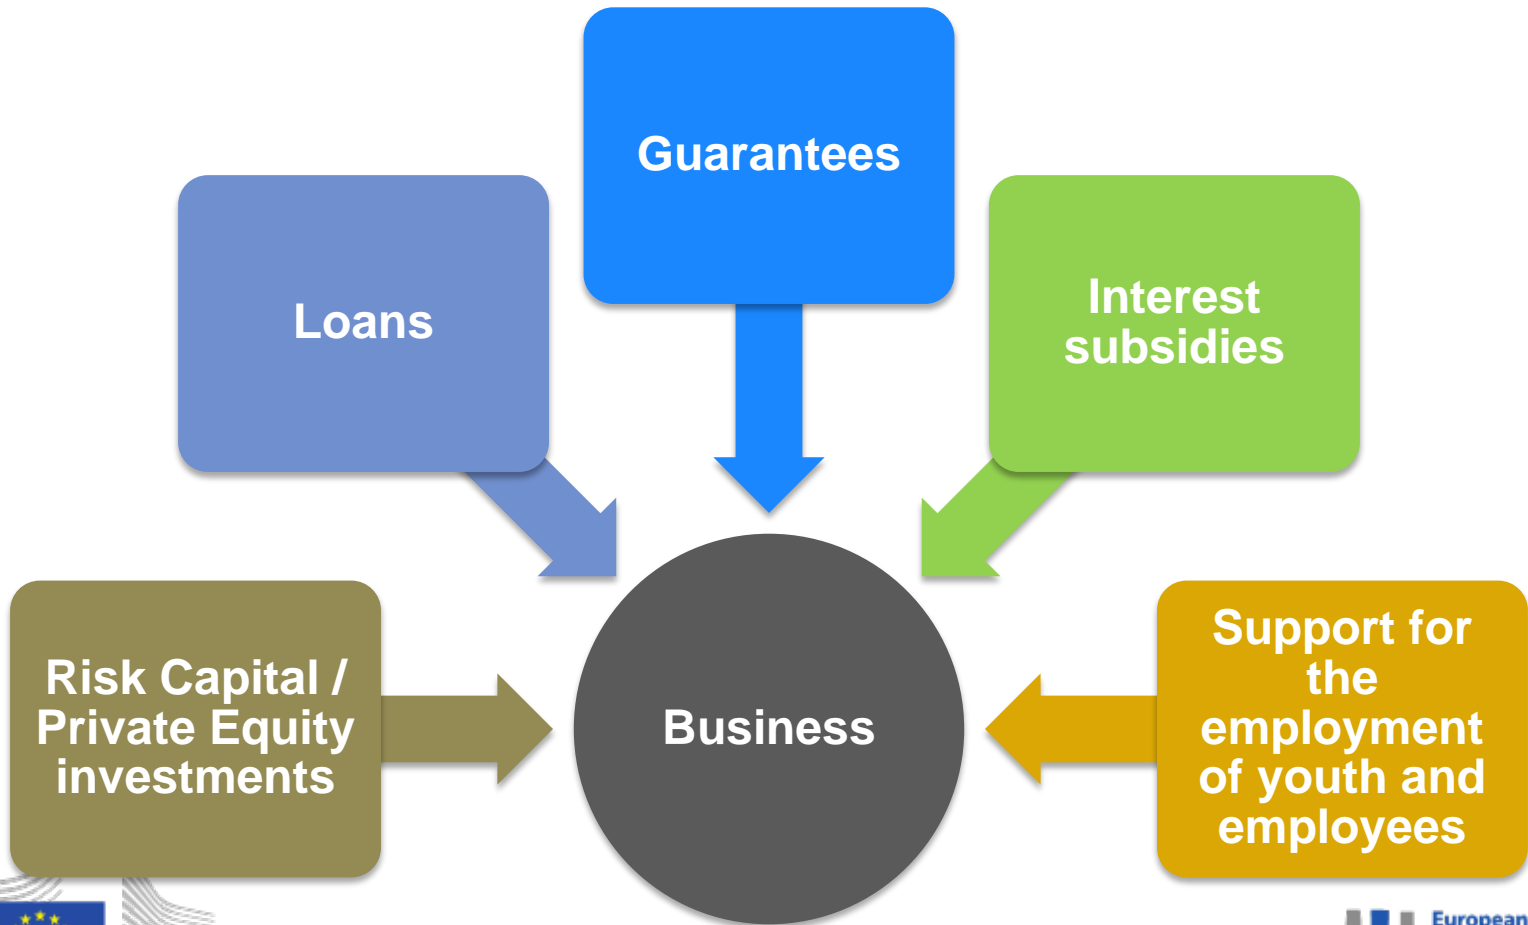 Guarantees
Loans
Interest
subsidies
Risk Capital /
Private Equity
investments
Business
Support for
the
employment
of youth and
employees
European